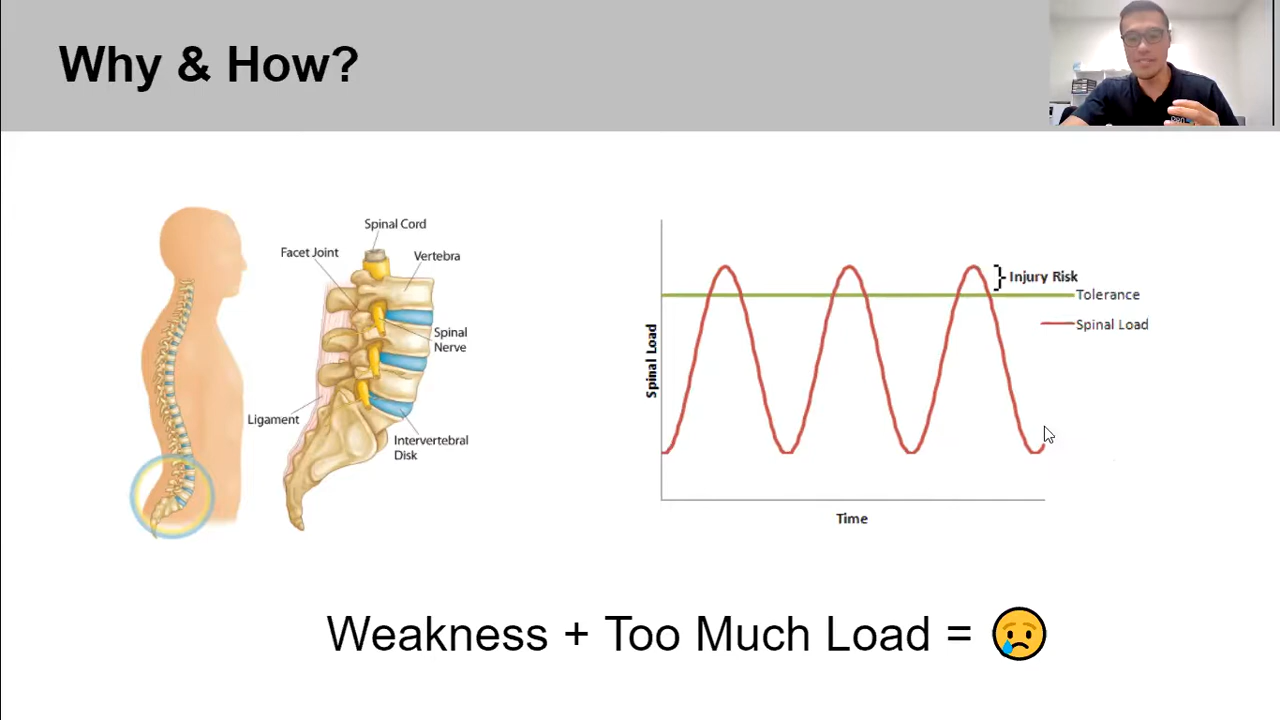 Why & How?
Spinal Cord
Facet Joint
Vertebra
Spinal
Nerve
Ligament
Intervertebral
Disk
Spinal Load
Injury Risk
Tolerance
Spinal Load
Time
Weakness + Too Much Load = 😢